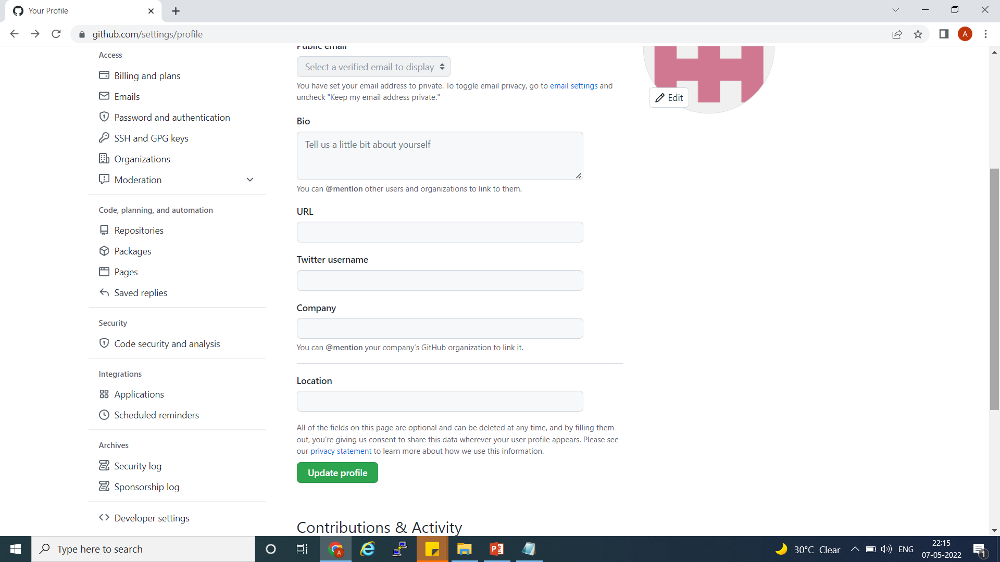 Your Profile
github.com/settings/profile
A
Access
Billing and plans
Emails
Password and authentication
SSH and GPG keys
Organizations
Moderation
Code, planning, and automation
Repositories
Packages
Pages
Saved replies
Security
Code security and analysis
Integrations
Applications
Scheduled reminders
Archives
Security log
Sponsorship log
Developer settings
Public email
Select a verified email to display
You have set your email address to private. To toggle email privacy, go to email settings and
uncheck "Keep my email address private."
Bio
Tell us a little bit about yourself
You can @mention other users and organizations to link to them.
URL
Twitter username
Company
You can @mention your company's GitHub organization to link it.
Location
All of the fields on this page are optional and can be deleted at any time, and by filling them
out, you're giving us consent to share this data wherever your user profile appears. Please see
our privacy statement to learn more about how we use this information.
Update profile
Contributions & Activity
Edit
Type here to search
A
30°C Clear
ENG
22:15
07-05-2022
1